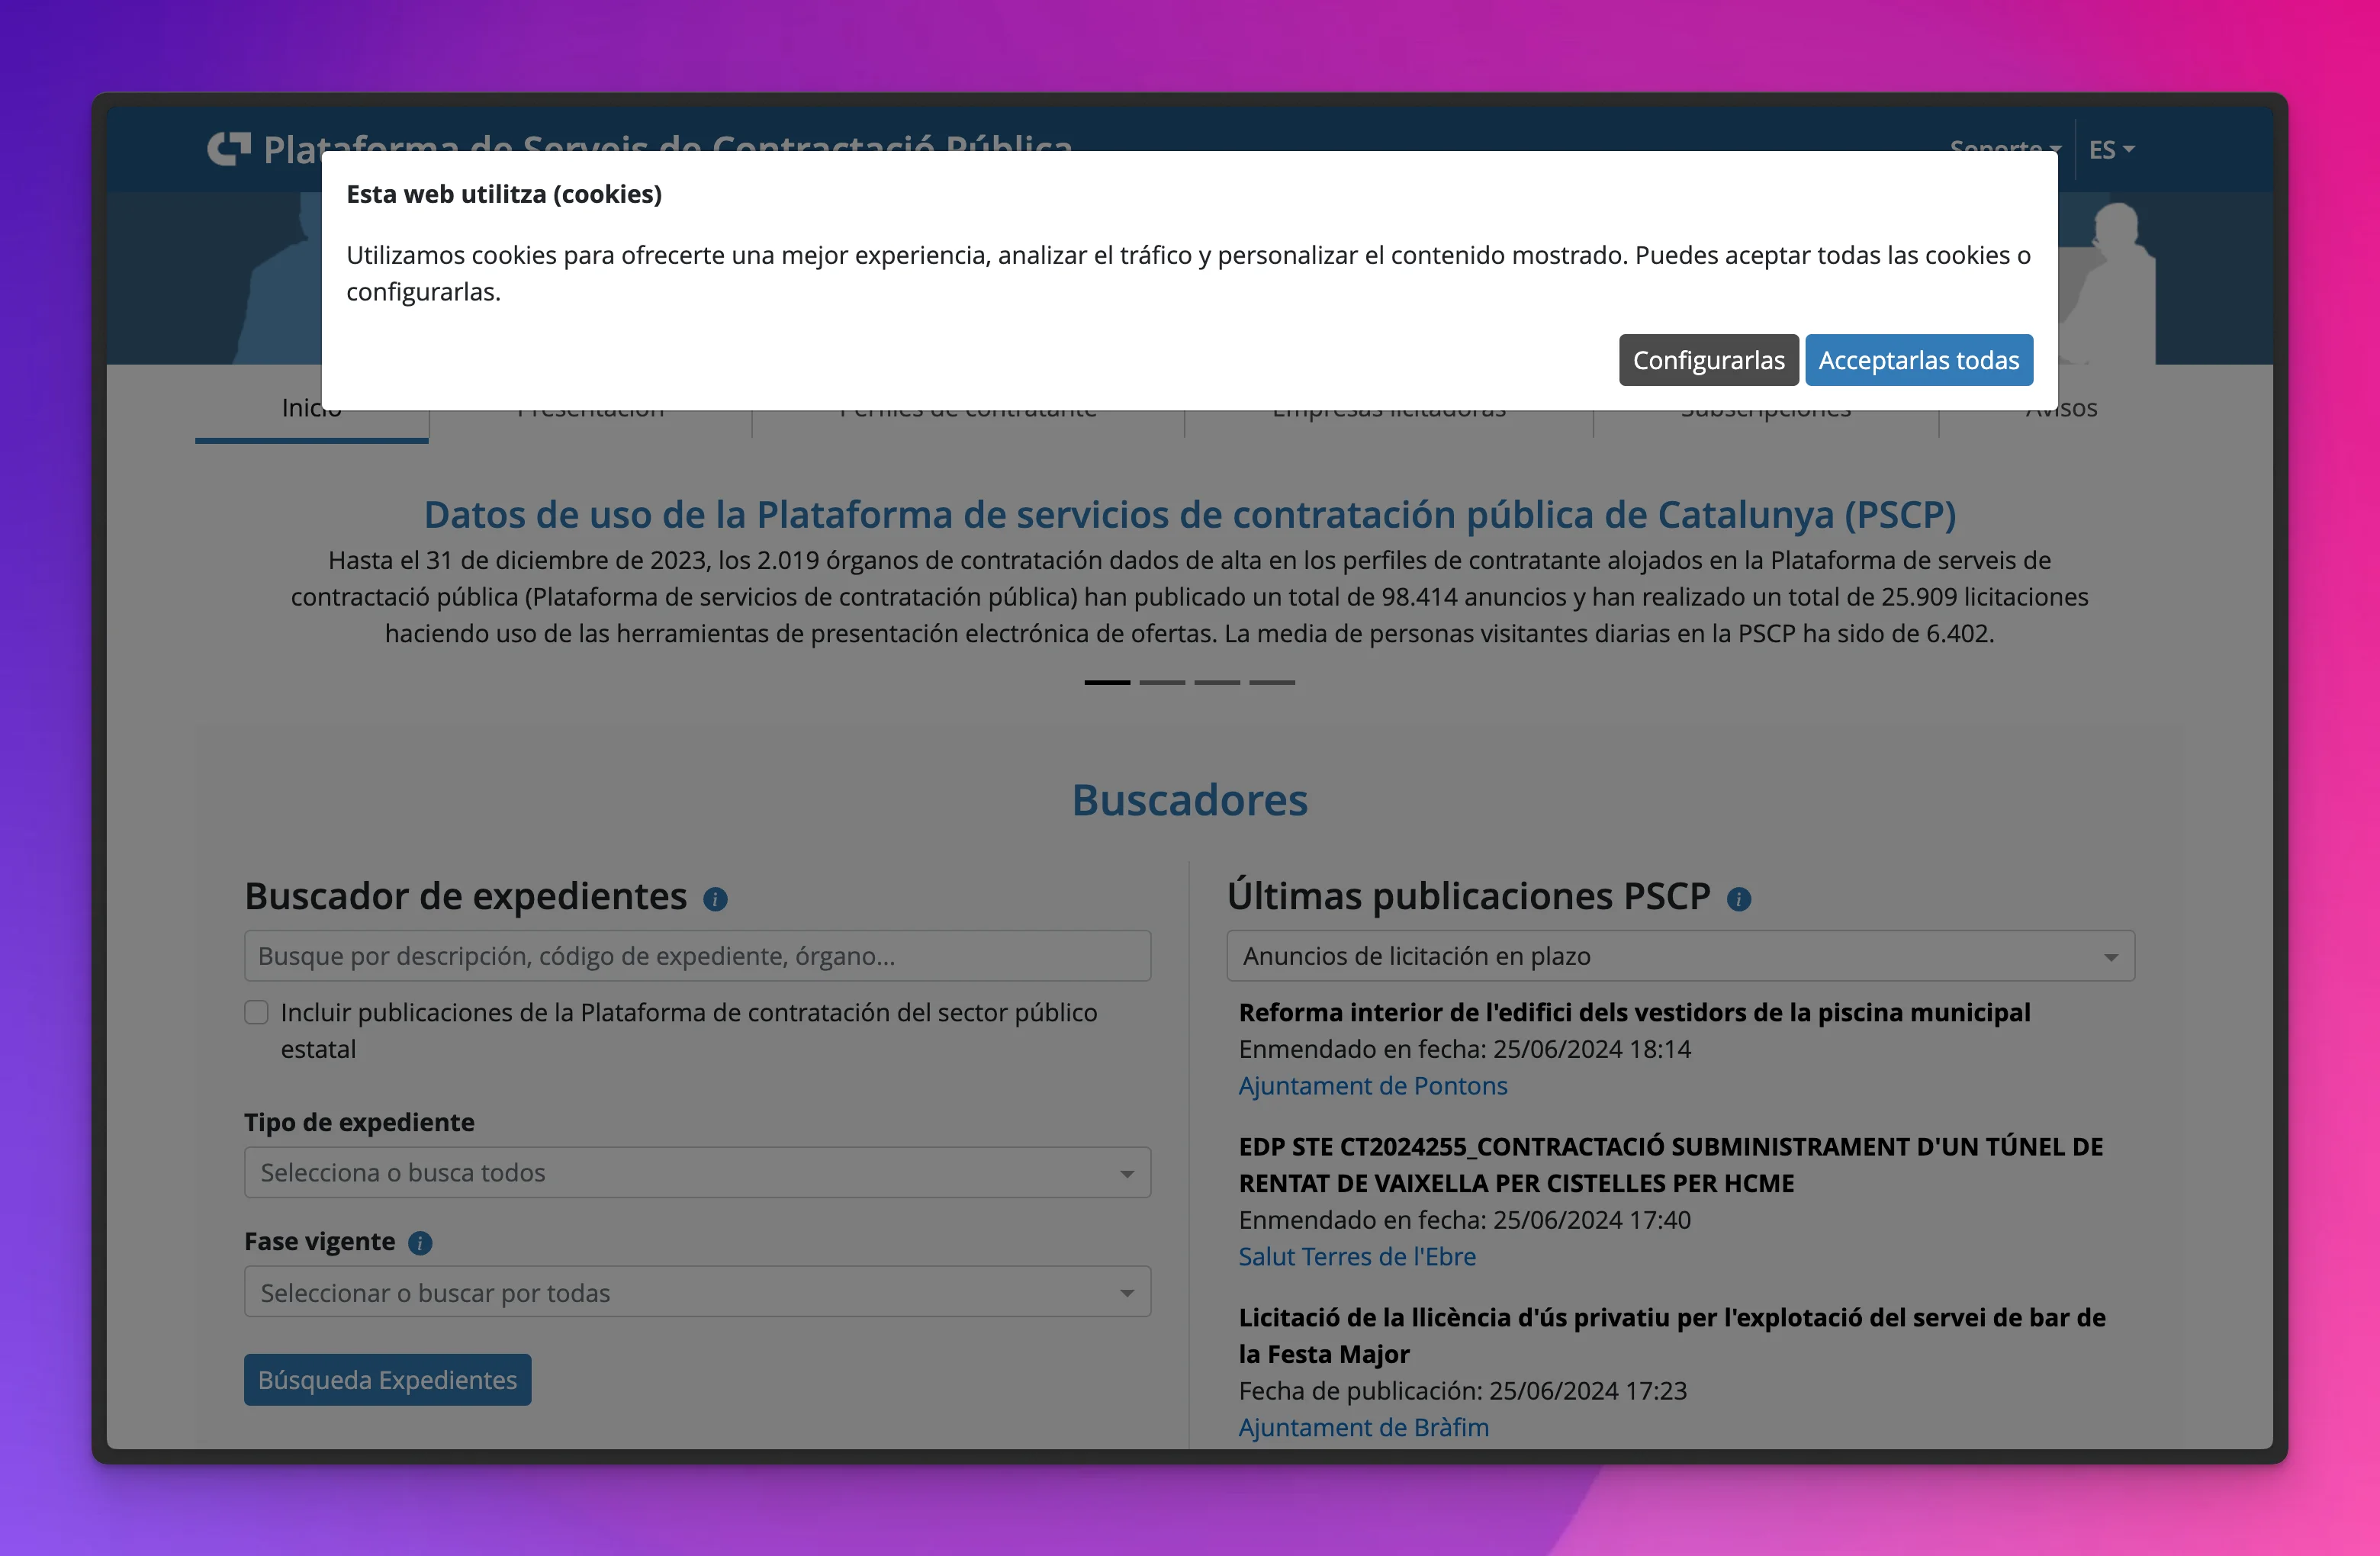 Plataforma de Serveis de Contractació Pública
Soporte
ES
Esta web utilitza (cookies)
Utilizamos cookies para ofrecerte una mejor experiencia, analizar el tráfico y personalizar el contenido mostrado. Puedes aceptar todas las cookies o
configurarlas.
Configurarlas
Acceptarlas todas
Inicio
Presentación
Perfiles de contratante
Empresas licitadoras
Subscripciones
Avisos
Datos de uso de la Plataforma de servicios de contratación pública de Catalunya (PSCP)
Hasta el 31 de diciembre de 2023, los 2.019 órganos de contratación dados de alta en los perfiles de contratante alojados en la Plataforma de serveis de
contractació pública (Plataforma de servicios de contratación pública) han publicado un total de 98.414 anuncios y han realizado un total de 25.909 licitaciones
haciendo uso de las herramientas de presentación electrónica de ofertas. La media de personas visitantes diarias en la PSCP ha sido de 6.402.
Buscadores
Buscador de expedientes
Busque por descripción, código de expediente, órgano...
Incluir publicaciones de la Plataforma de contratación del sector público
estatal
Tipo de expediente
Selecciona o busca todos
Fase vigente
Seleccionar o buscar por todas
Búsqueda Expedientes
Últimas publicaciones PSCP
Anuncios de licitación en plazo
Reforma interior de l'edifici dels vestidors de la piscina municipal
Enmendado en fecha: 25/06/2024 18:14
Ajuntament de Pontons
EDP STE CT2024255_CONTRACTACIÓ SUBMINISTRAMENT D'UN TÚNEL DE
RENTAT DE VAIXELLA PER CISTELLES PER HCME
Enmendado en fecha: 25/06/2024 17:40
Salut Terres de l'Ebre
Licitació de la llicència d'ús privatiu per l'explotació del servei de bar de
la Festa Major
Fecha de publicación: 25/06/2024 17:23
Ajuntament de Bràfim